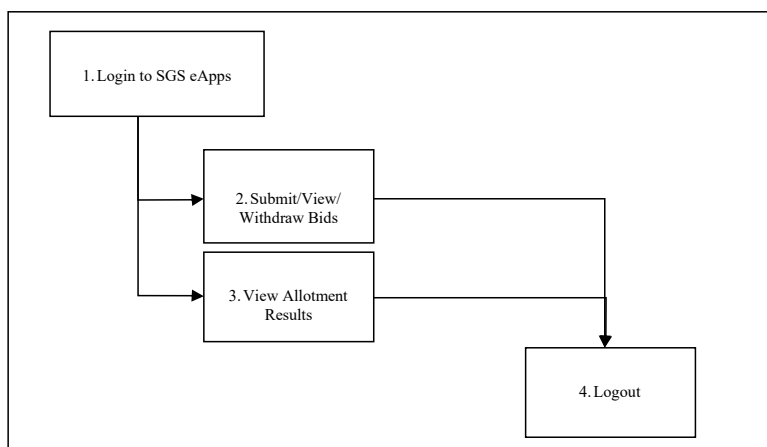 1. Login to SGS eApps
2. Submit/View/
Withdraw Bids
3. View Allotment
Results
4. Logout